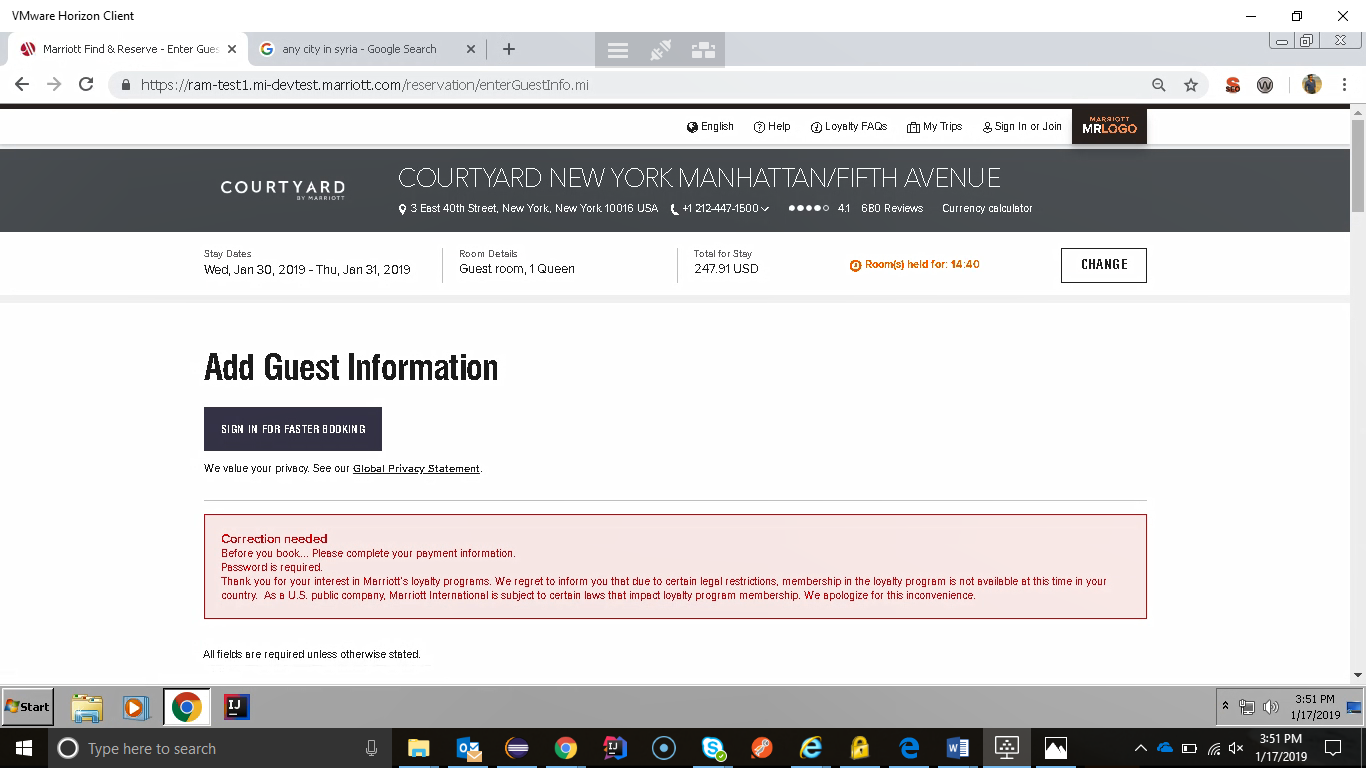 VMware Horizon Client
Marriott Find & Reserve - Enter Gues
any city in syria - Google Search
https://ram-test1.mi-devtest.marriott.com/reservation/enterGuestInfo.mi
English Help Loyalty FAQs My Trips Sign In or Join
MARRIOTT
MRLOGO
COURTYARD
BY MARRIOTT
COURTYARD NEW YORK MANHATTAN/FIFTH AVENUE
3 East 40th Street, New York, New York 10016 USA +1 212-447-1500 4.1 680 Reviews Currency calculator
Stay Dates
Wed, Jan 30, 2019 - Thu, Jan 31, 2019
Room Details
Guest room, 1 Queen
Total for Stay
247.91 USD
Room(s) held for: 14:40
CHANGE
Add Guest Information
SIGN IN FOR FASTER BOOKING
We value your privacy. See our Global Privacy Statement.
Correction needed
Before you book... Please complete your payment information.
Password is required.
Thank you for your interest in Marriott's loyalty programs. We regret to inform you that due to certain legal restrictions, membership in the loyalty program is not available at this time in your
country. As a U.S. public company, Marriott International is subject to certain laws that impact loyalty program membership. We apologize for this inconvenience.
All fields are required unless otherwise stated.
Start
3:51 PM
1/17/2019
Type here to search
3:51 PM
1/17/2019